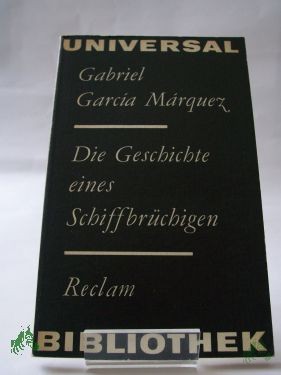 UNIVERSAL
Gabriel
García Márquez
Die Geschichte
eines
Schiffbrüchigen
Reclam
BIBLIOTHEK